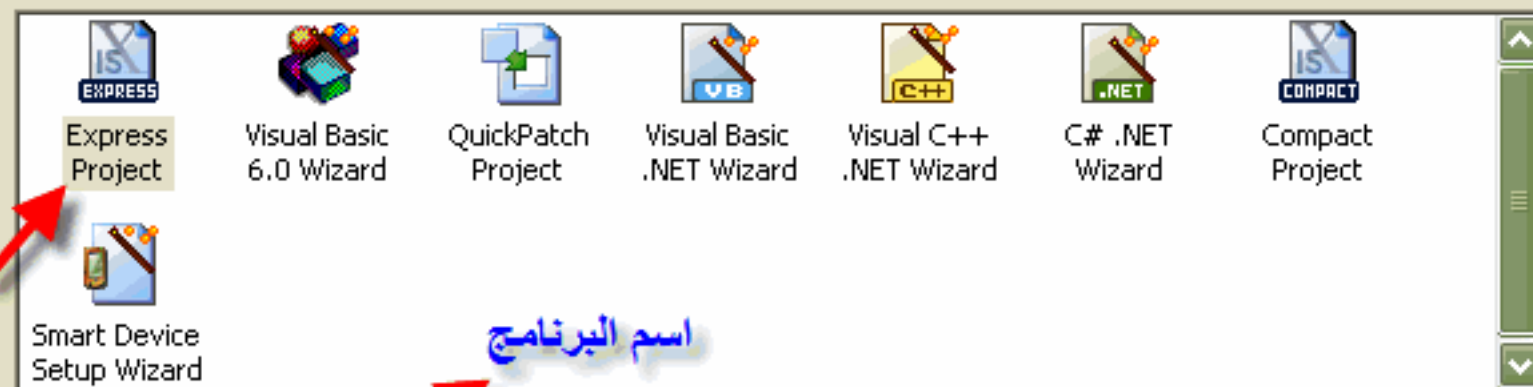 IS
EXPRESS
VB
C++
.NET
IS
COMPACT
Express
Project
Visual Basic
6.0 Wizard
QuickPatch
Project
Visual Basic
.NET Wizard
Visual C++
.NET Wizard
C# .NET
Wizard
Compact
Project
Smart Device
Setup Wizard
اسم البرنامج